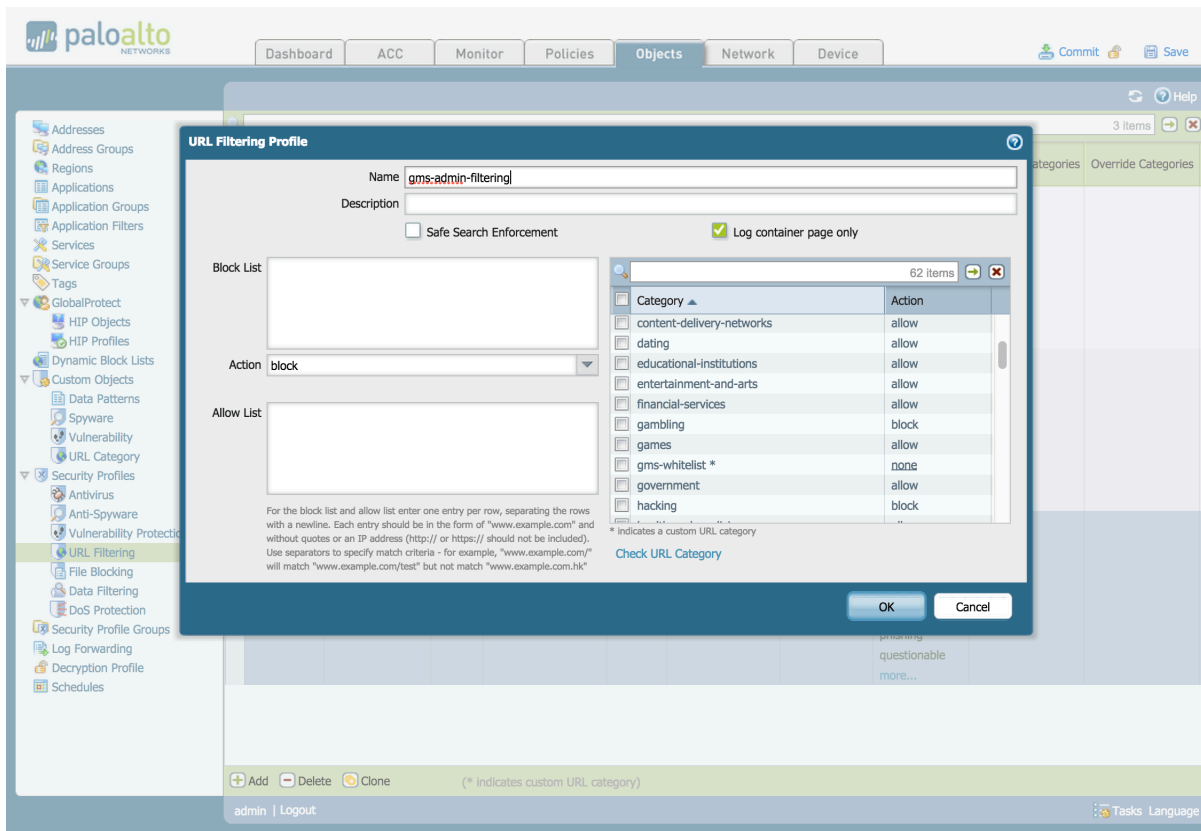 paloalto
NETWORKS
Dashboard
ACC
Monitor
Policies
Objects
Network
Device
Commit
Save
Help
Addresses
Address Groups
Regions
Applications
Application Groups
Application Filters
Services
Service Groups
Tags
GlobalProtect
HIP Objects
HIP Profiles
Dynamic Block Lists
Custom Objects
Data Patterns
Spyware
Vulnerability
URL Category
Security Profiles
Antivirus
Anti-Spyware
Vulnerability Protectio
URL Filtering
File Blocking
Data Filtering
DoS Protection
Security Profile Groups
Log Forwarding
Decryption Profile
Schedules
3 items
ategories
Override Categories
URL Filtering Profile
Name gms-admin-filtering
Description
Safe Search Enforcement
Log container page only
Block List
Action block
Allow List
For the block list and allow list enter one entry per row, separating the rows
with a newline. Each entry should be in the form of "www.example.com" and
without quotes or an IP address (http:// or https:// should not be included).
Use separators to specify match criteria - for example, "www.example.com/"
will match "www.example.com/test" but not match "www.example.com.hk"
62 items
Category Action
content-delivery-networks allow
dating allow
educational-institutions allow
entertainment-and-arts allow
financial-services allow
gambling block
games allow
gms-whitelist * none
government allow
hacking block
* indicates a custom URL category
Check URL Category
OK
Cancel
phishing
questionable
more...
Add
Delete
Clone
(* indicates custom URL category)
admin | Logout
Tasks
Language